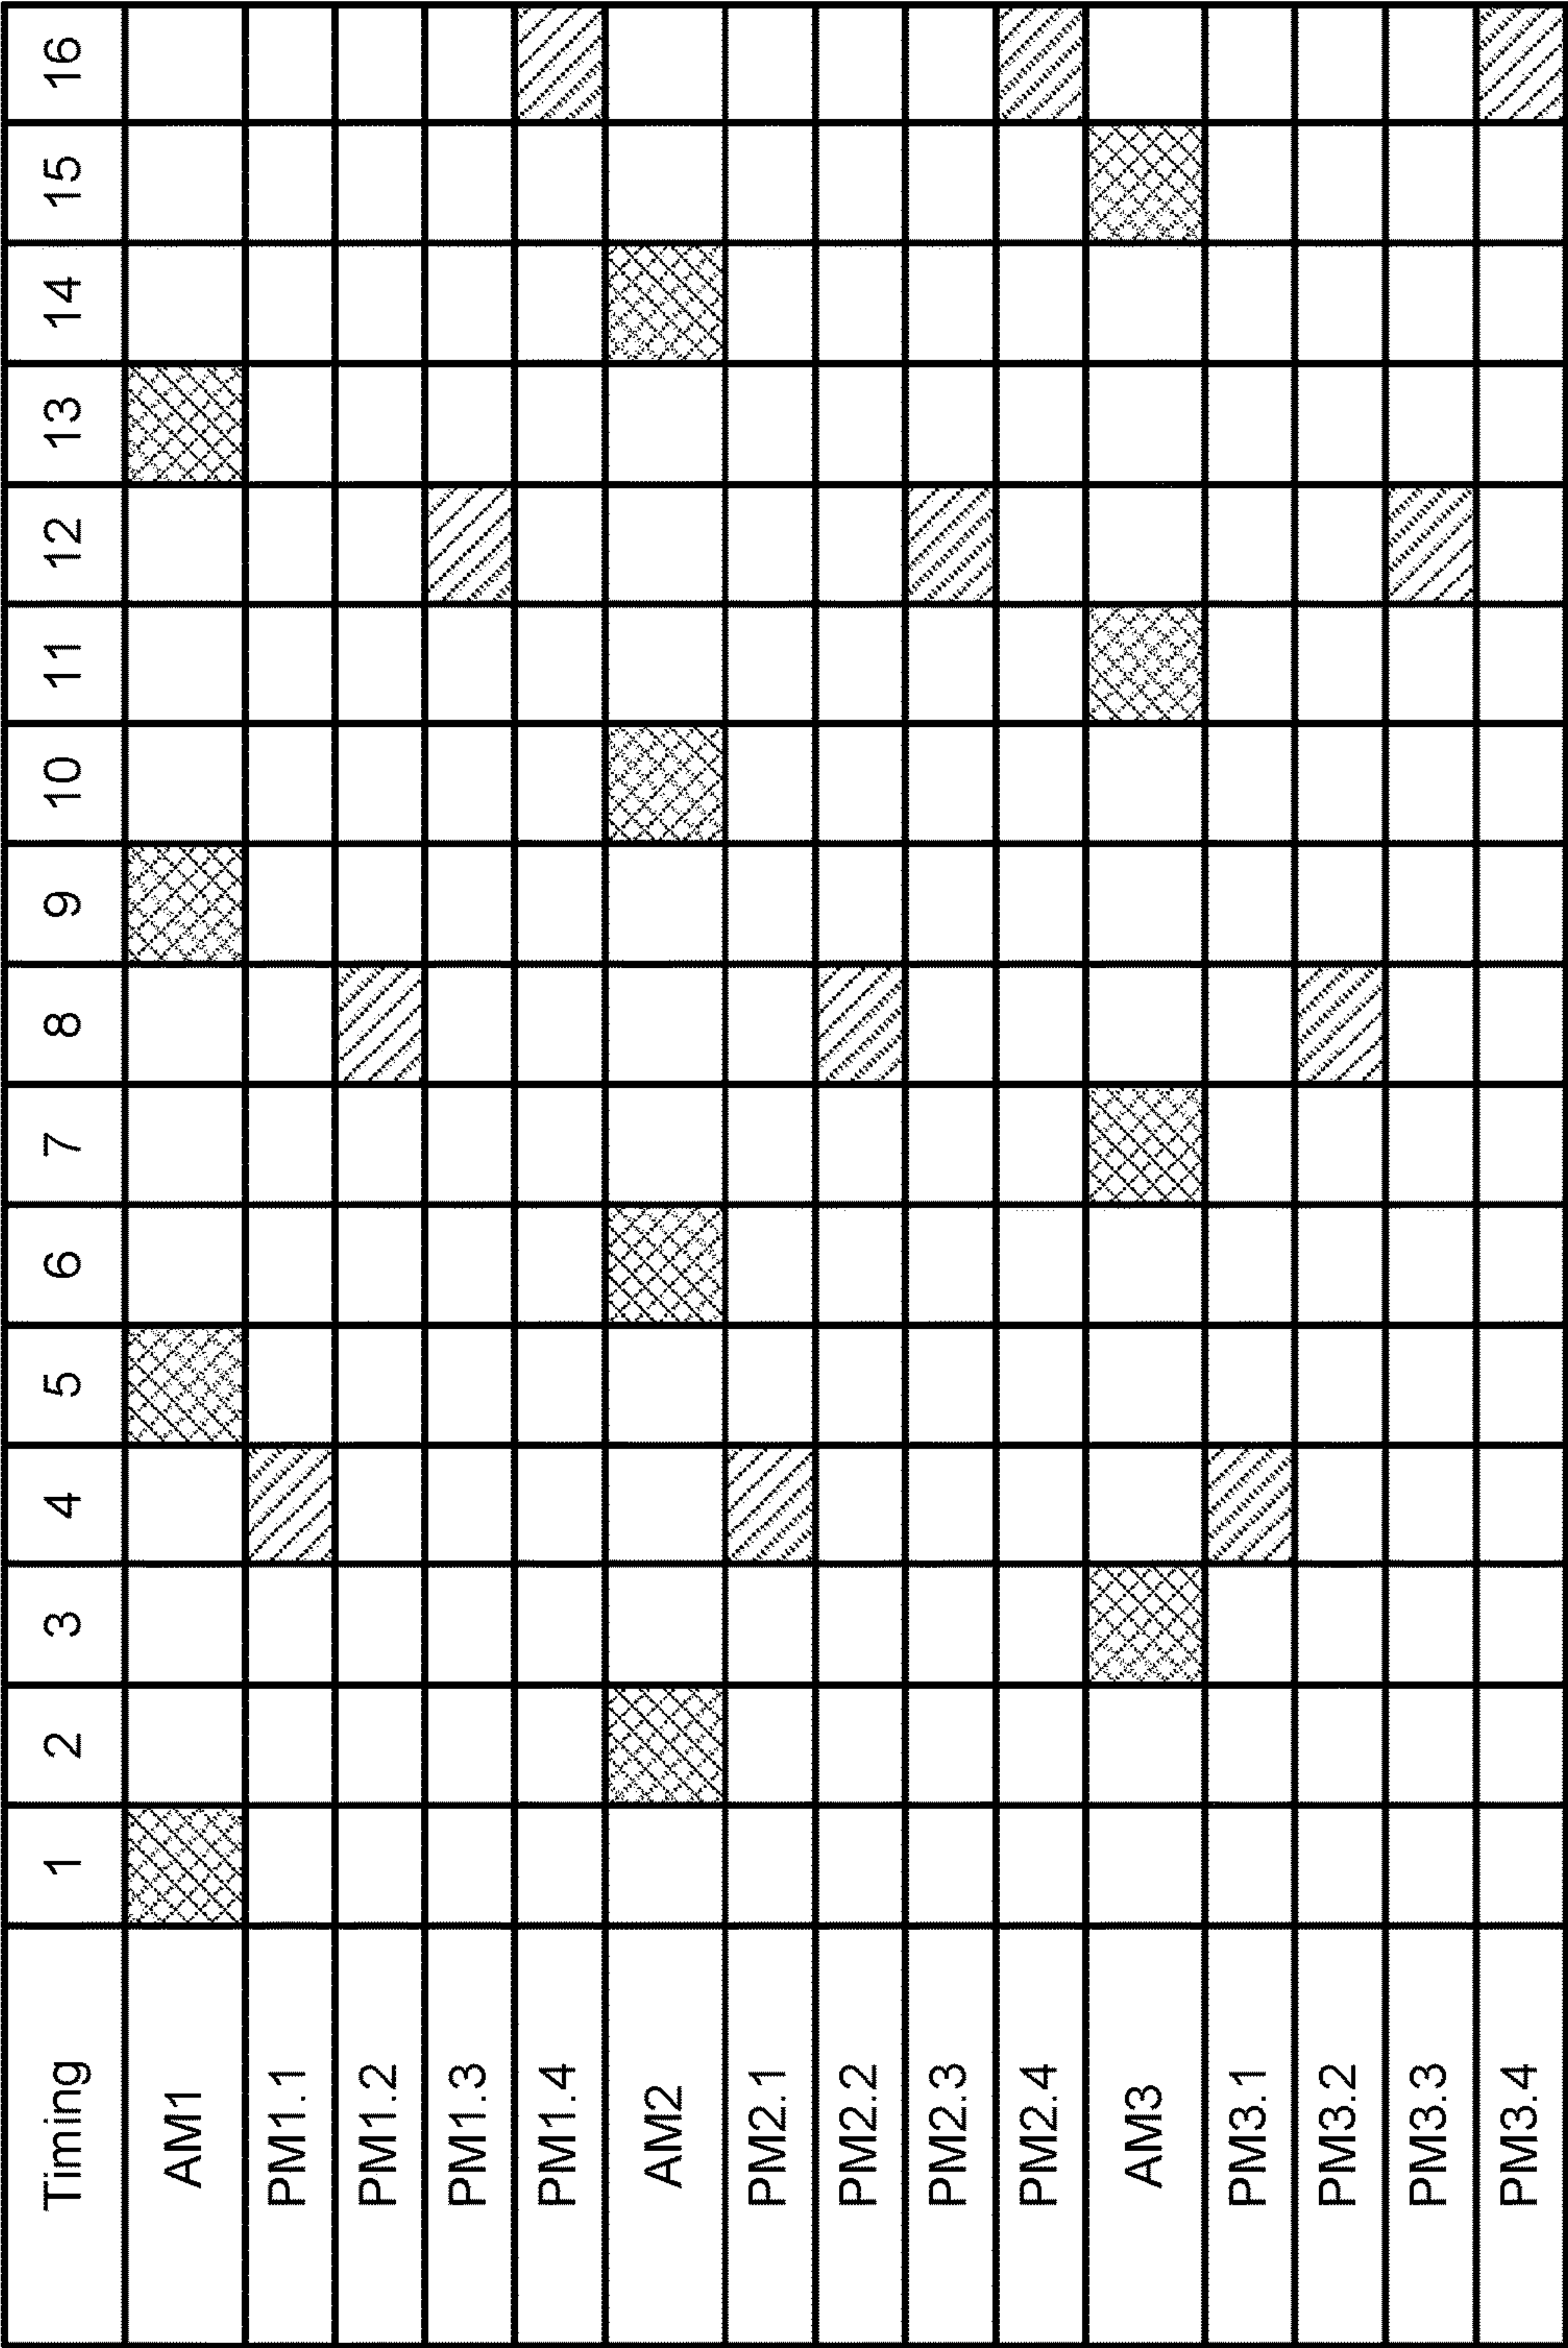 Timing 1 2 3 4 5 6 7 8 9 10 11 12 13 14 15 16
AM1
PM1.1
PM1.2
PM1.3
PM1.4
AM2
PM2.1
PM2.2
PM2.3
PM2.4
AM3
PM3.1
PM3.2
PM3.3
PM3.4